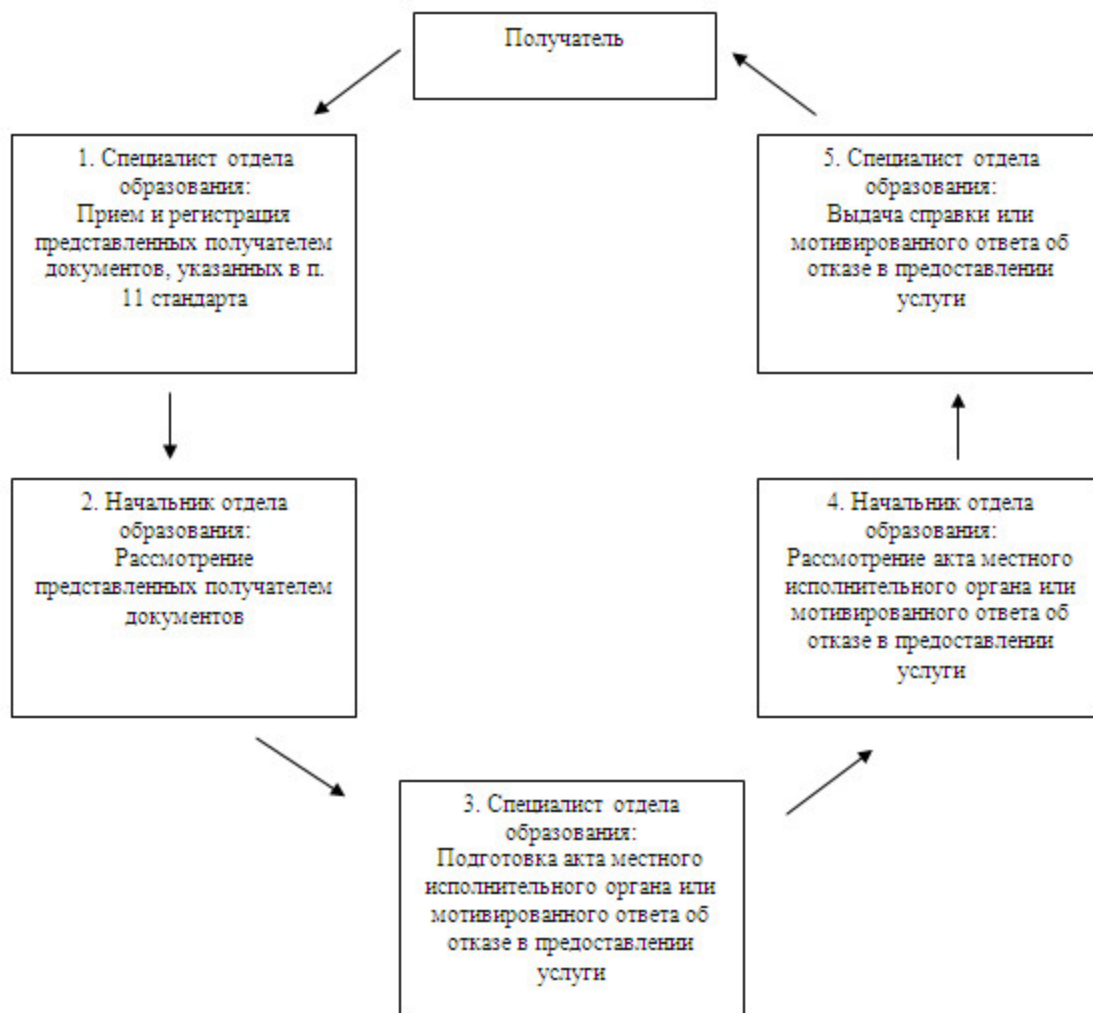 Получатель
1. Специалист отдела
образования:
Прием и регистрация
представленных получателем
документов, указанных в п.
11 стандарта
2. Начальник отдела
образования:
Рассмотрение
представленных получателем
документов
3. Специалист отдела
образования:
Подготовка акта местного
исполнительного органа или
мотивированного ответа об
отказе в предоставлении
услуги
4. Начальник отдела
образования:
Рассмотрение акта местного
исполнительного органа или
мотивированного ответа об
отказе в предоставлении
услуги
5. Специалист отдела
образования:
Выдача справки или
мотивированного ответа об
отказе в предоставлении
услуги